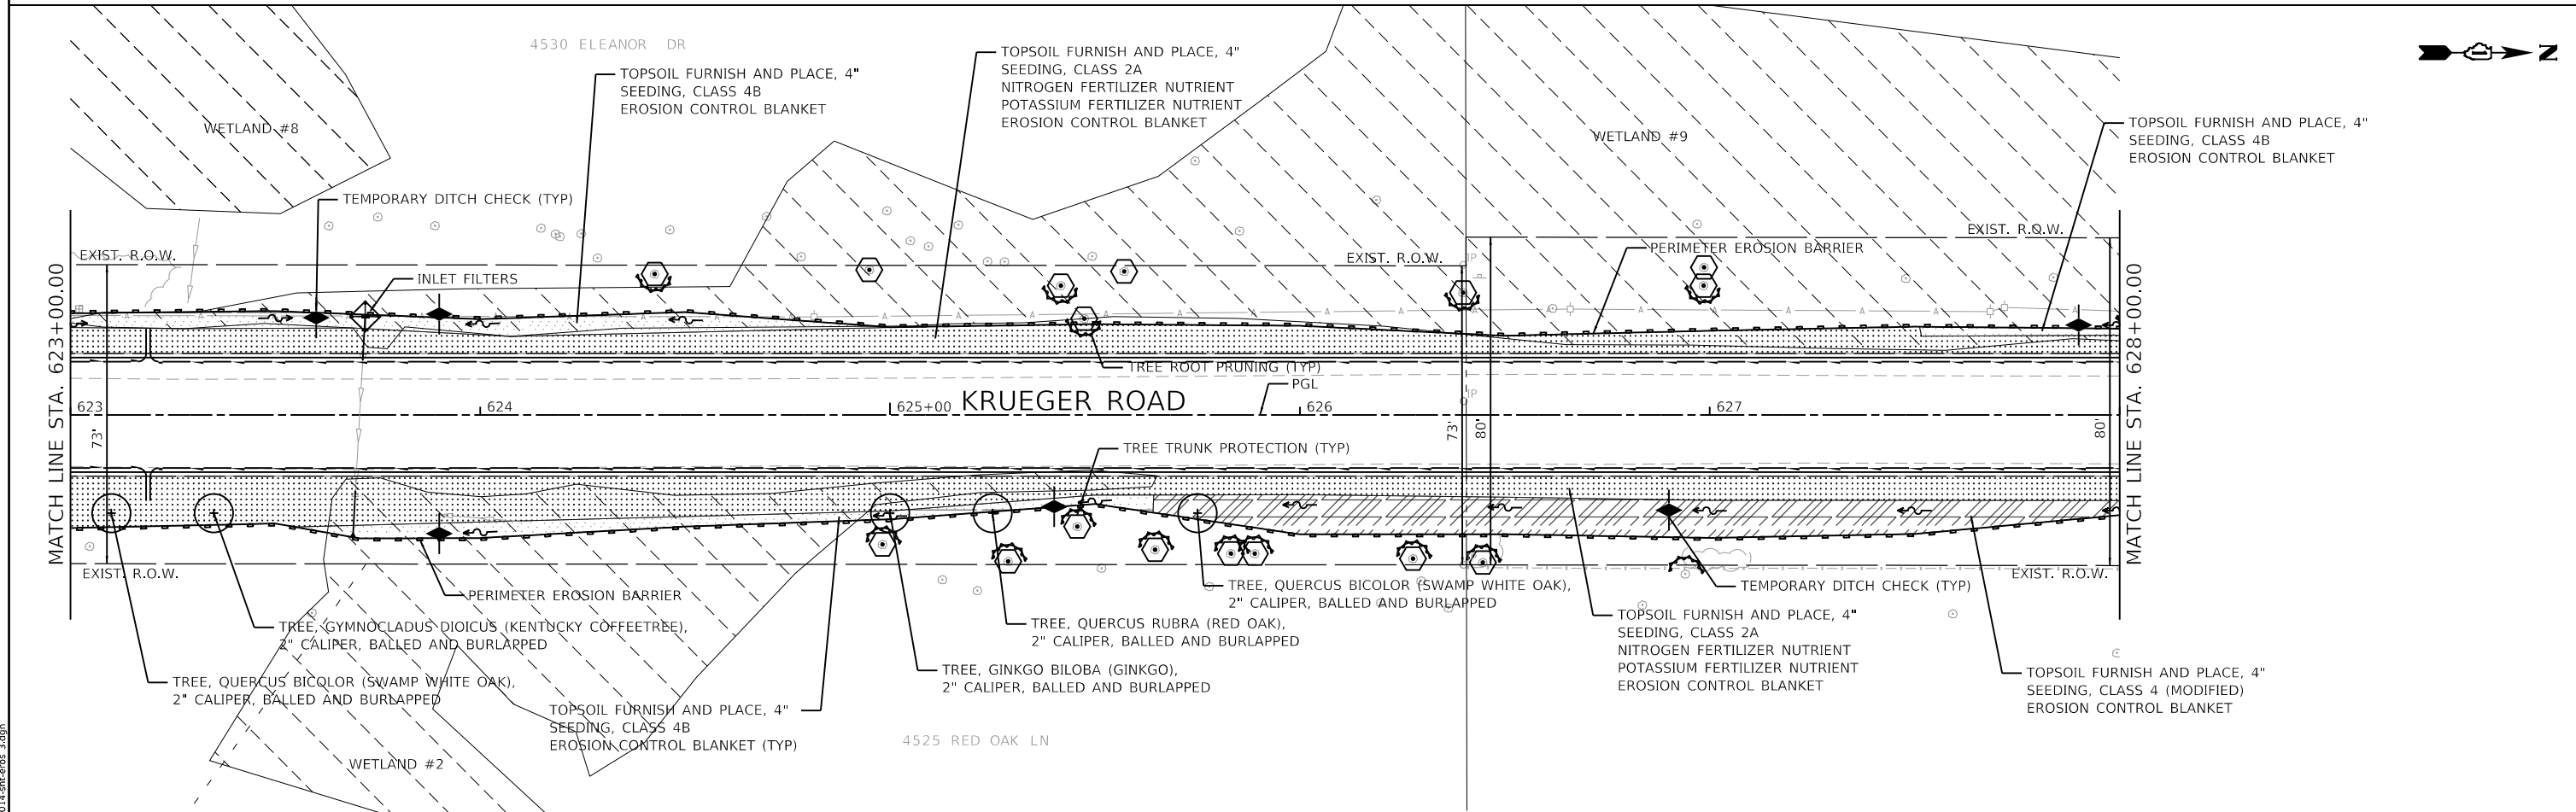 4530 ELEANOR DR
TOPSOIL FURNISH AND PLACE, 4"
SEEDING, CLASS 4B
EROSION CONTROL BLANKET
TOPSOIL FURNISH AND PLACE, 4"
SEEDING, CLASS 2A
NITROGEN FERTILIZER NUTRIENT
POTASSIUM FERTILIZER NUTRIENT
EROSION CONTROL BLANKET
N
WETLAND #8
WETLAND #9
TOPSOIL FURNISH AND PLACE, 4"
SEEDING, CLASS 4B
EROSION CONTROL BLANKET
TEMPORARY DITCH CHECK (TYP)
EXIST. R.O.W.
INLET FILTERS
EXIST. R.O.W.
IP
PERIMETER EROSION BARRIER
EXIST. R.O.W.
A A A A A A A A A A A A A A
TREE ROOT PRUNING (TYP)
PGL
IP
MATCH LINE STA. 623+00.00
623
624
625+00
KRUEGER ROAD
626
627
MATCH LINE STA. 628+00.00
73'
73'
80'
80'
TREE TRUNK PROTECTION (TYP)
EXIST. R.O.W.
PERIMETER EROSION BARRIER
TREE, QUERCUS BICOLOR (SWAMP WHITE OAK),
2" CALIPER, BALLED AND BURLAPPED
TEMPORARY DITCH CHECK (TYP)
EXIST. R.O.W.
TREE, GYMNOCLADUS DIOICUS (KENTUCKY COFFEETREE),
2" CALIPER, BALLED AND BURLAPPED
TREE, QUERCUS RUBRA (RED OAK),
2" CALIPER, BALLED AND BURLAPPED
TOPSOIL FURNISH AND PLACE, 4"
SEEDING, CLASS 2A
NITROGEN FERTILIZER NUTRIENT
POTASSIUM FERTILIZER NUTRIENT
EROSION CONTROL BLANKET
TREE, QUERCUS BICOLOR (SWAMP WHITE OAK),
2" CALIPER, BALLED AND BURLAPPED
TREE, GINKGO BILOBA (GINKGO),
2" CALIPER, BALLED AND BURLAPPED
TOPSOIL FURNISH AND PLACE, 4"
SEEDING, CLASS 4 (MODIFIED)
EROSION CONTROL BLANKET
TOPSOIL FURNISH AND PLACE, 4"
SEEDING, CLASS 4B
EROSION CONTROL BLANKET (TYP)
4525 RED OAK LN
WETLAND #2